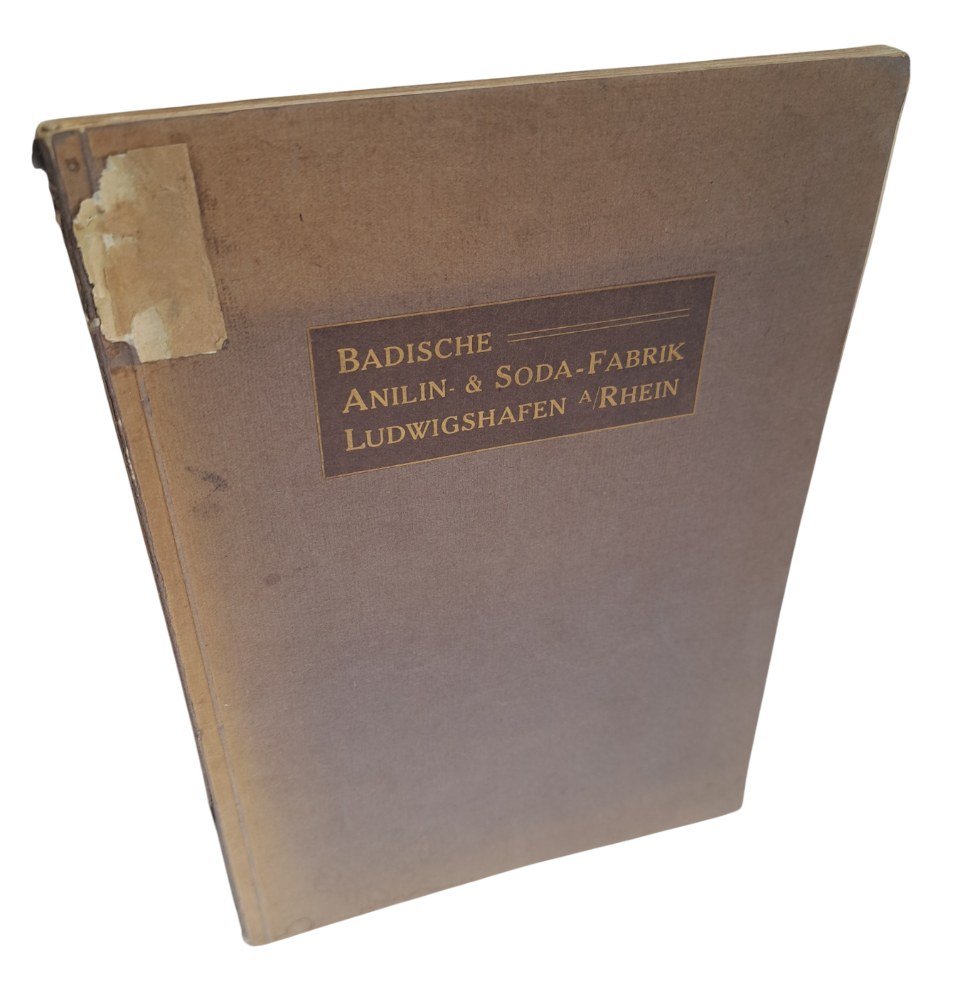 BADISCHE
ANILIN- & SODA-FABRIK
LUDWIGSHAFEN A/RHEIN